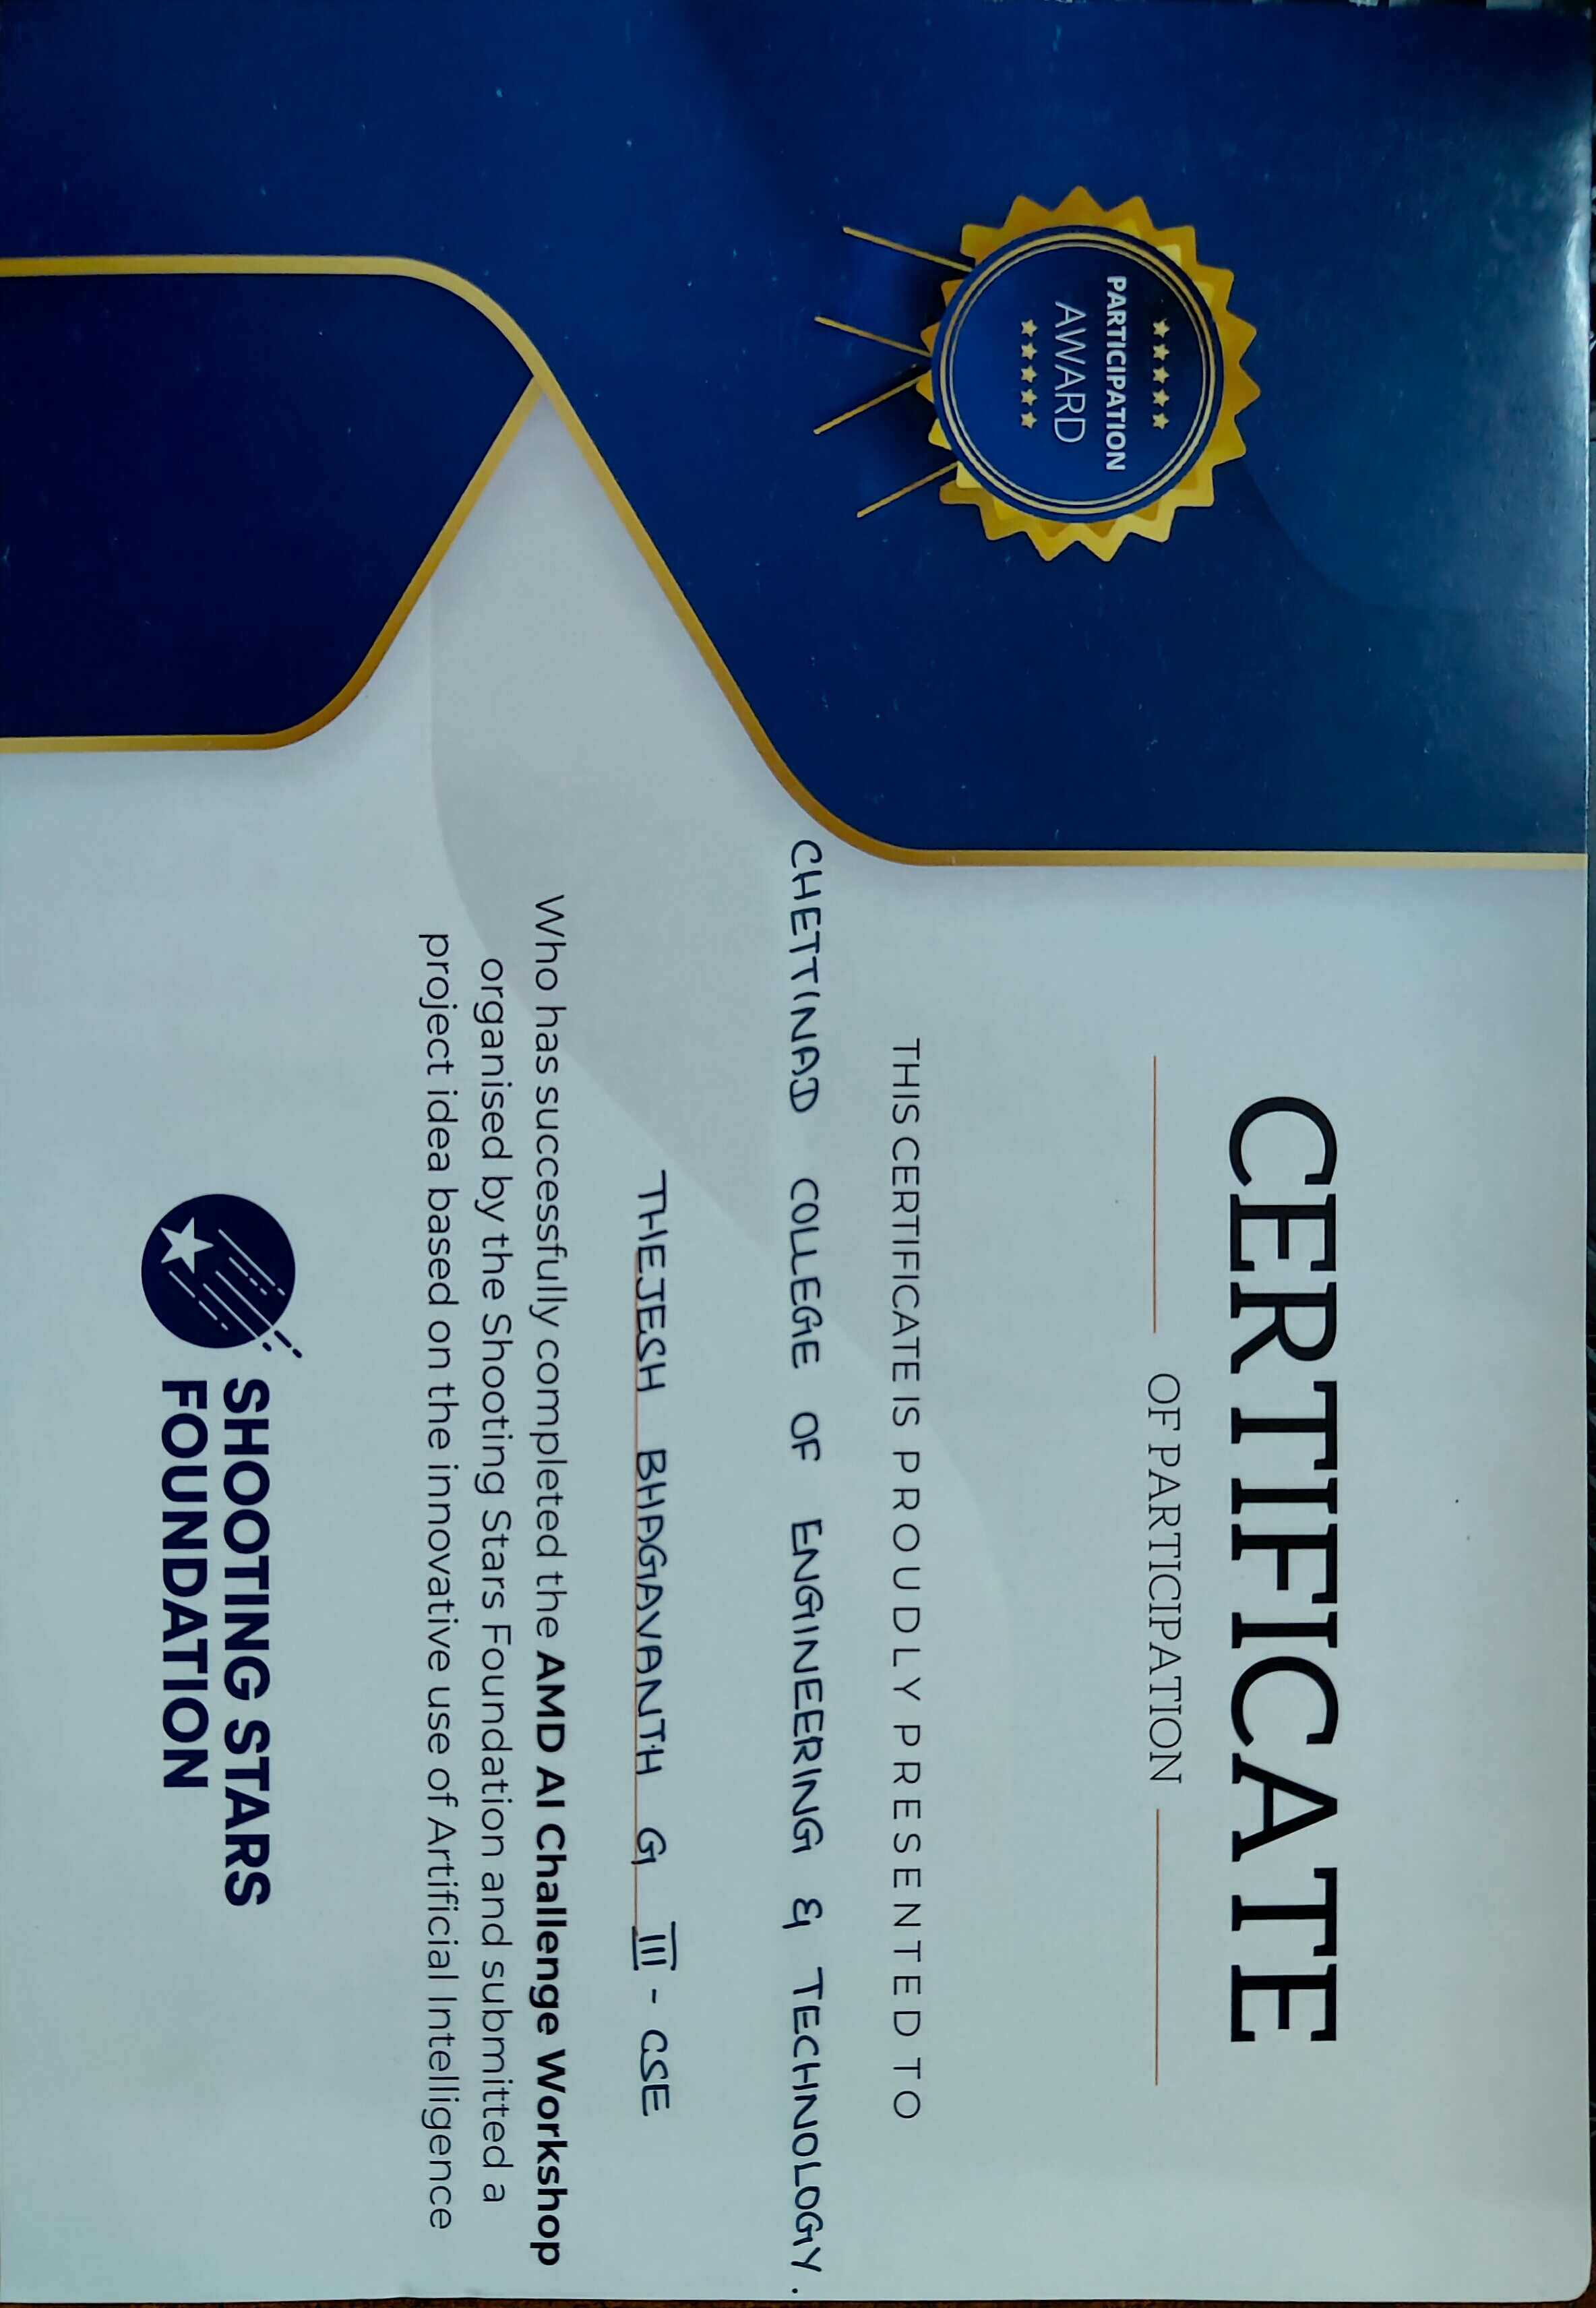 PARTICIPATION
AWARD
CERTIFICATE
OF PARTICIPATION
THIS CERTIFICATE IS PROUDLY PRESENTED TO
CHETTINAD COLLEGE OF ENGINEERING & TECHNOLOGY.
THEJESH BHAGAVANTH G III - CSE
Who has successfully completed the AMD AI Challenge Workshop
organised by the Shooting Stars Foundation and submitted a
project idea based on the innovative use of Artificial Intelligence
SHOOTING STARS
FOUNDATION